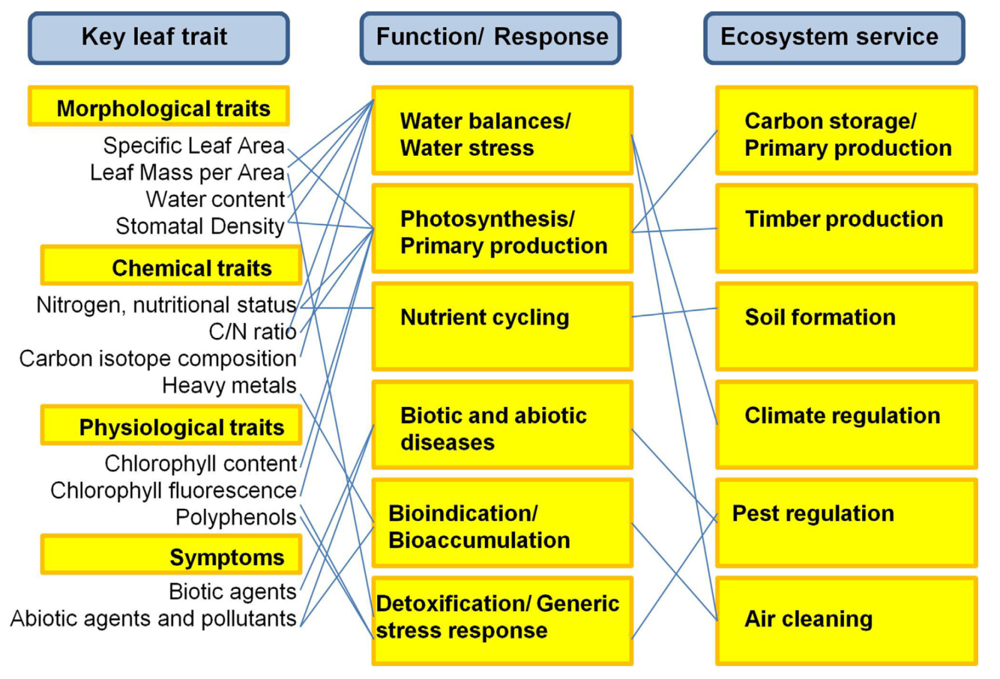 Key leaf trait
Function/ Response
Ecosystem service
Morphological traits
Specific Leaf Area
Leaf Mass per Area
Water content
Stomatal Density
Chemical traits
Nitrogen, nutritional status
C/N ratio
Carbon isotope composition
Heavy metals
Physiological traits
Chlorophyll content
Chlorophyll fluorescence
Polyphenols
Symptoms
Biotic agents
Abiotic agents and pollutants
Water balances/
Water stress
Photosynthesis/
Primary production
Nutrient cycling
Biotic and abiotic
diseases
Bioindication/
Bioaccumulation
Detoxification/ Generic
stress response
Carbon storage/
Primary production
Timber production
Soil formation
Climate regulation
Pest regulation
Air cleaning